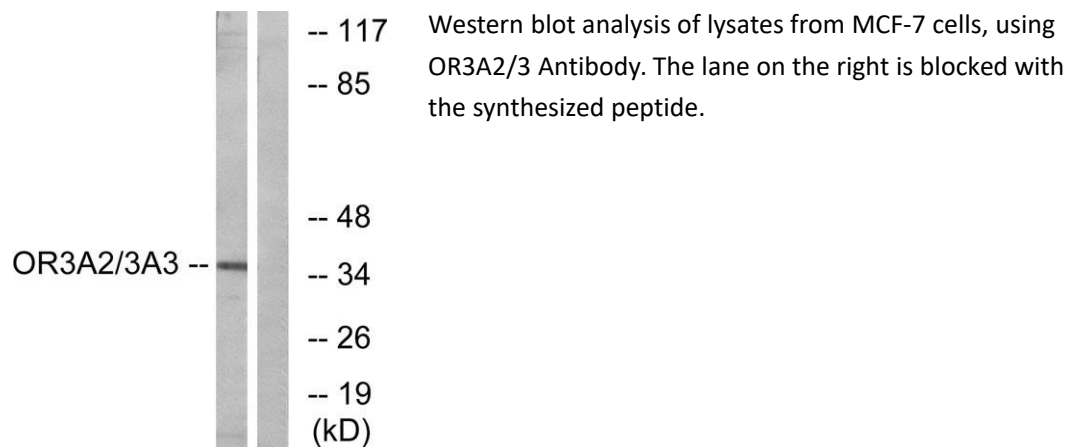 -- 117
-- 85
-- 48
OR3A2/3A3 --
-- 34
-- 26
-- 19
(kD)
Western blot analysis of lysates from MCF-7 cells, using
OR3A2/3 Antibody. The lane on the right is blocked with
the synthesized peptide.